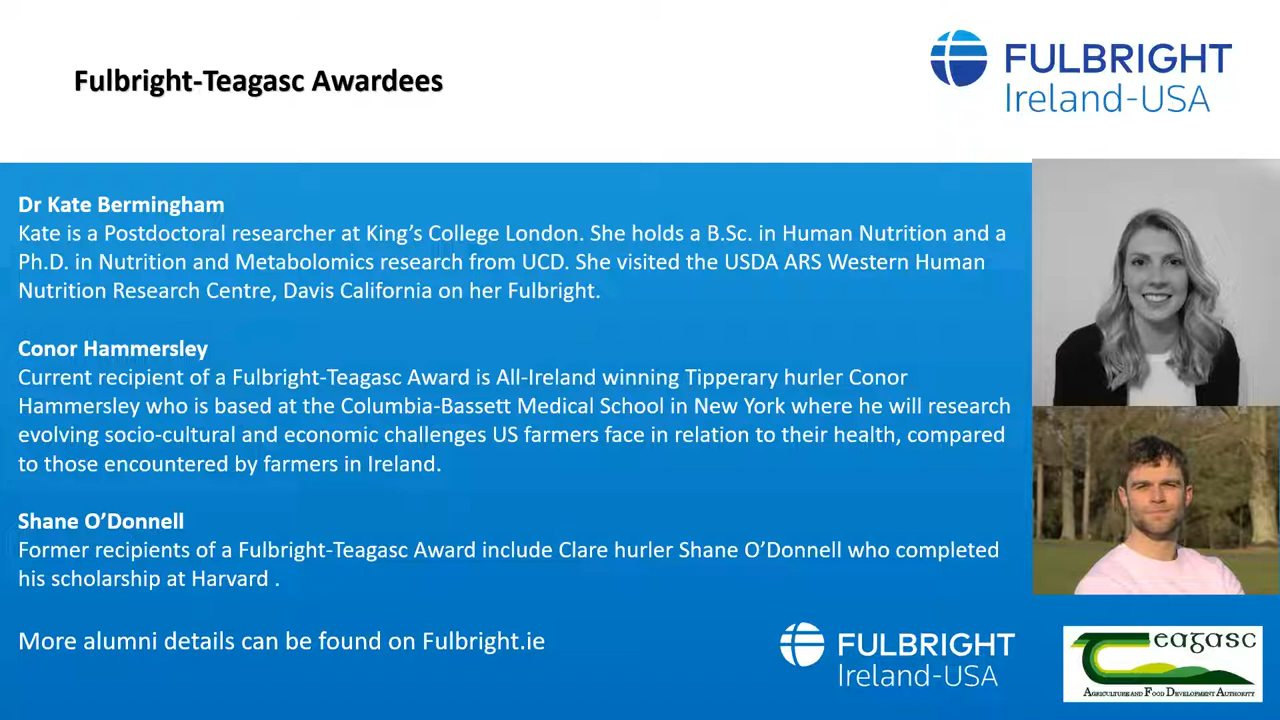 Fulbright-Teagasc Awardees
FULBRIGHT
Ireland-USA
Dr Kate Bermingham
Kate is a Postdoctoral researcher at King’s College London. She holds a B.Sc. in Human Nutrition and a
Ph.D. in Nutrition and Metabolomics research from UCD. She visited the USDA ARS Western Human
Nutrition Research Centre, Davis California on her Fulbright.
Conor Hammersley
Current recipient of a Fulbright-Teagasc Award is All-Ireland winning Tipperary hurler Conor
Hammersley who is based at the Columbia-Bassett Medical School in New York where he will research
evolving socio-cultural and economic challenges US farmers face in relation to their health, compared
to those encountered by farmers in Ireland.
Shane O’Donnell
Former recipients of a Fulbright-Teagasc Award include Clare hurler Shane O’Donnell who completed
his scholarship at Harvard .
More alumni details can be found on Fulbright.ie
FULBRIGHT
Ireland-USA
Teagasc
AGRICULTURE AND FOOD DEVELOPMENT AUTHORITY